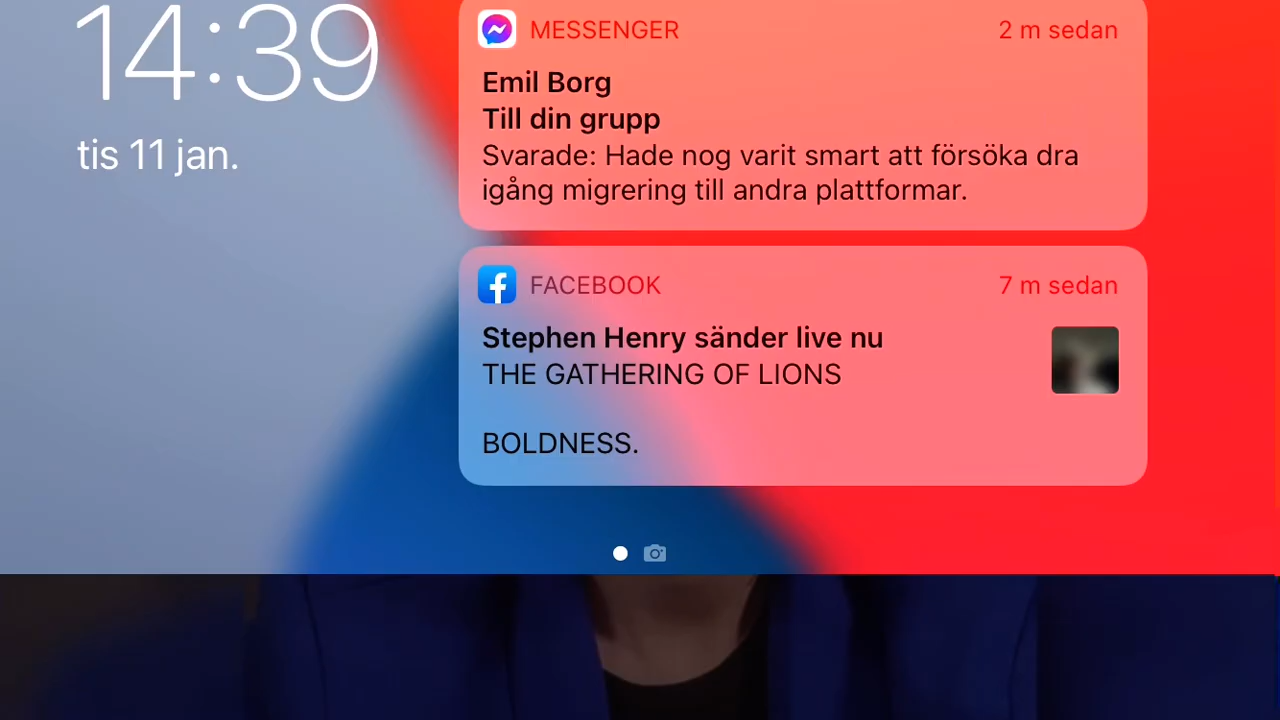 14:39
tis 11 jan.
MESSENGER 2 m sedan
Emil Borg
Till din grupp
Svarade: Hade nog varit smart att försöka dra
igång migrering till andra plattformar.
FACEBOOK 7 m sedan
Stephen Henry sänder live nu
THE GATHERING OF LIONS
BOLDNESS.